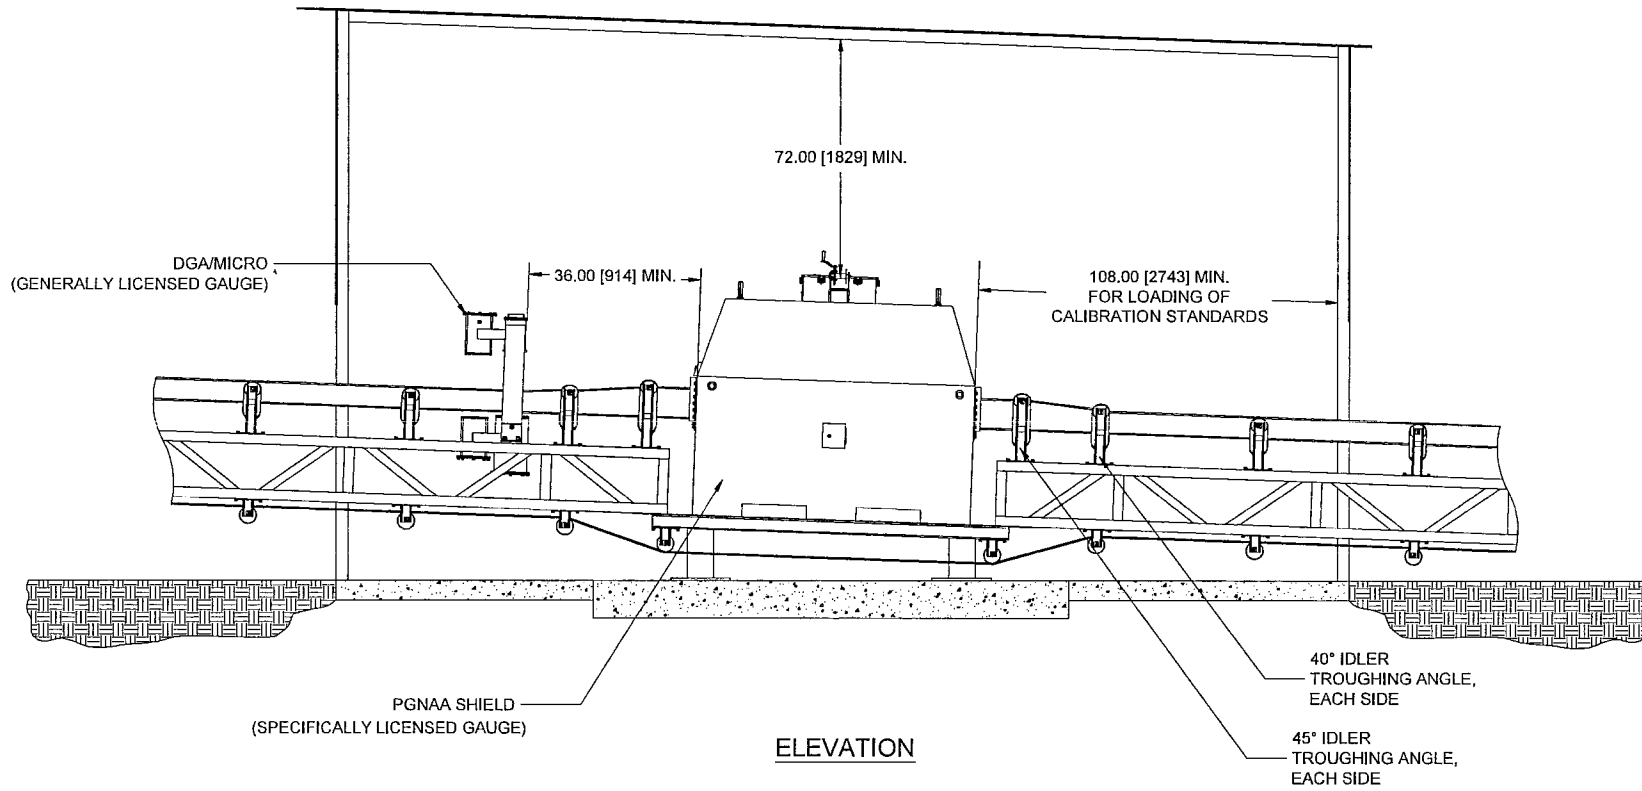 72.00 [1829] MIN.
DGA/MICRO
(GENERALLY LICENSED GAUGE)
36.00 [914] MIN.
108.00 [2743] MIN.
FOR LOADING OF
CALIBRATION STANDARDS
40° IDLER
TROUGHING ANGLE,
EACH SIDE
PGNAA SHIELD
(SPECIFICALLY LICENSED GAUGE)
45° IDLER
TROUGHING ANGLE,
EACH SIDE
ELEVATION